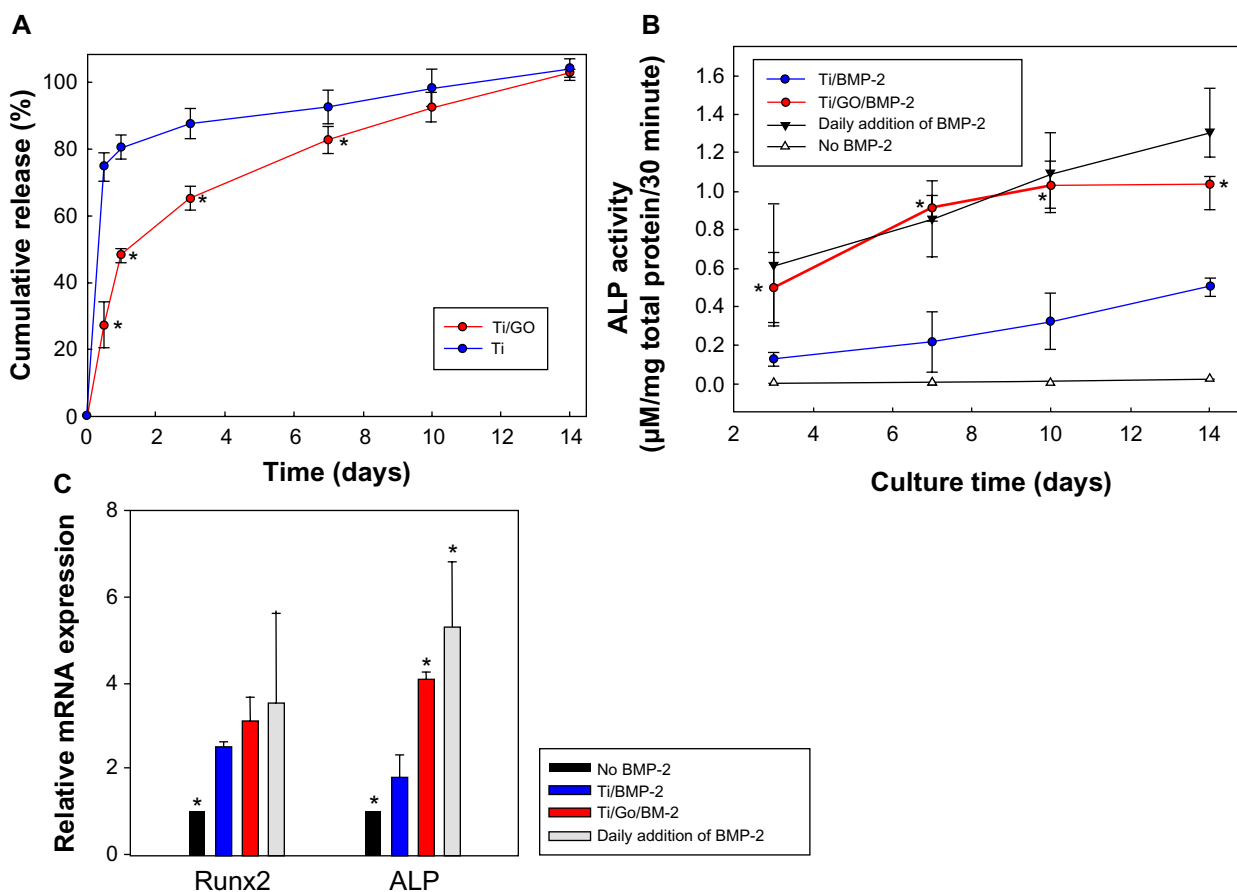 A
Cumulative release (%)
100
80
60
40
20
0
*
*
*
*
Ti/GO
Ti
0
2
4
6
8
10
12
14
Time (days)
B
ALP activity
(µM/mg total protein/30 minute)
1.6
1.4
1.2
1.0
0.8
0.6
0.4
0.2
0.0
Ti/BMP-2
Ti/GO/BMP-2
Daily addition of BMP-2
No BMP-2
*
*
*
*
2
4
6
8
10
12
14
Culture time (days)
C
Relative mRNA expression
8
6
4
2
0
*
*
*
*
Runx2
ALP
No BMP-2
Ti/BMP-2
Ti/Go/BM-2
Daily addition of BMP-2